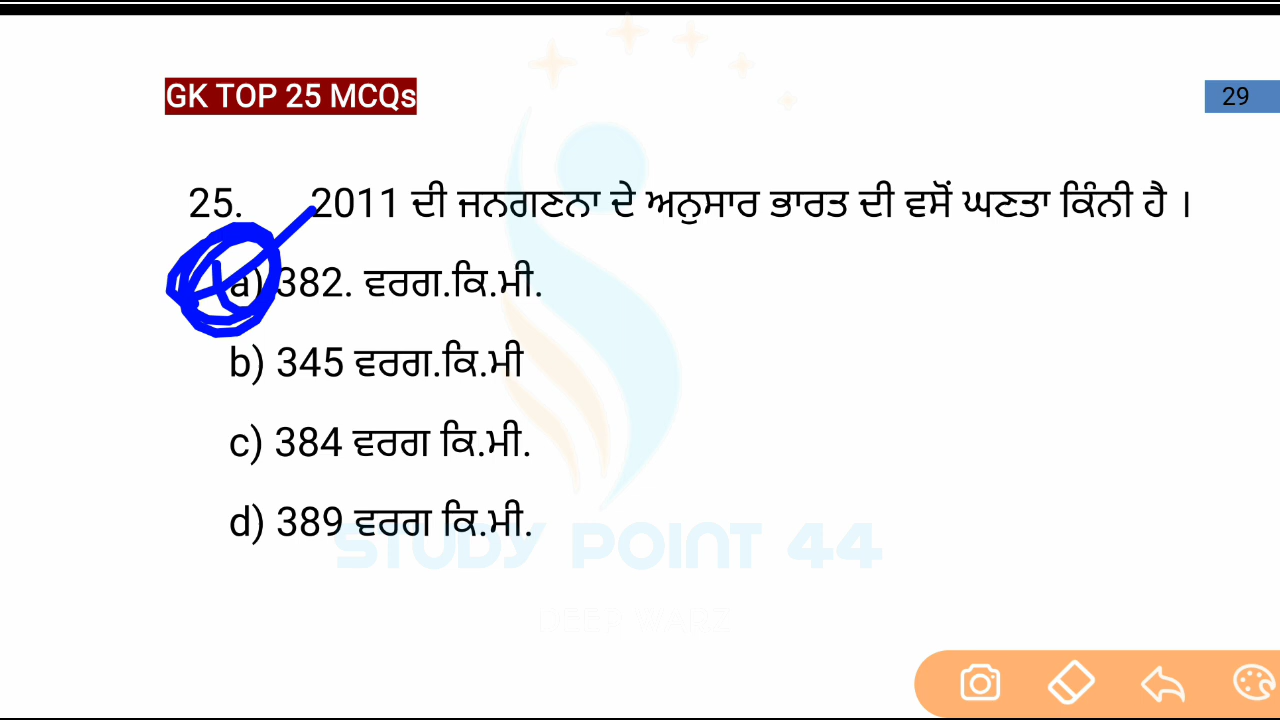 GK TOP 25 MCQs
29
25. 2011 ਦੀ ਜਨਗਣਨਾ ਦੇ ਅਨੁਸਾਰ ਭਾਰਤ ਦੀ ਵਸੋਂ ਘਣਤਾ ਕਿੰਨੀ ਹੈ ।
a) 382. ਵਰਗ.ਕਿ.ਮੀ.
b) 345 ਵਰਗ.ਕਿ.ਮੀ
c) 384 ਵਰਗ ਕਿ.ਮੀ.
d) 389 ਵਰਗ ਕਿ.ਮੀ.
STUDY POINT 44